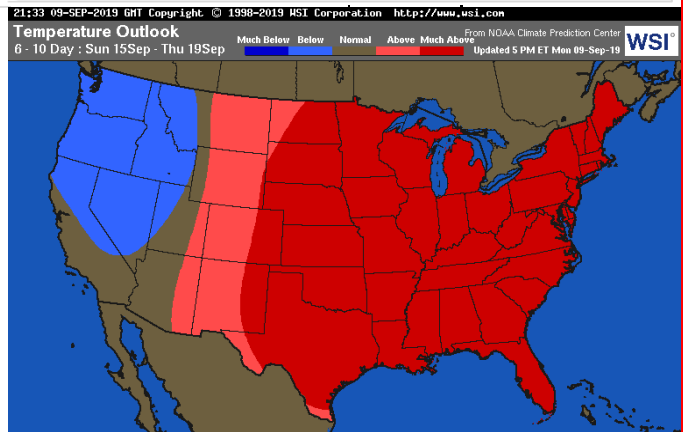 21:33 09-SEP-2019 GMT Copyright © 1998-2019 WSI Corporation http://www.wsi.com
Temperature Outlook
6 - 10 Day : Sun 15Sep - Thu 19Sep
Much Below Below Normal Above Much Above
From NOAA Climate Prediction Center
Updated 5 PM ET Mon 09-Sep-19
WSI